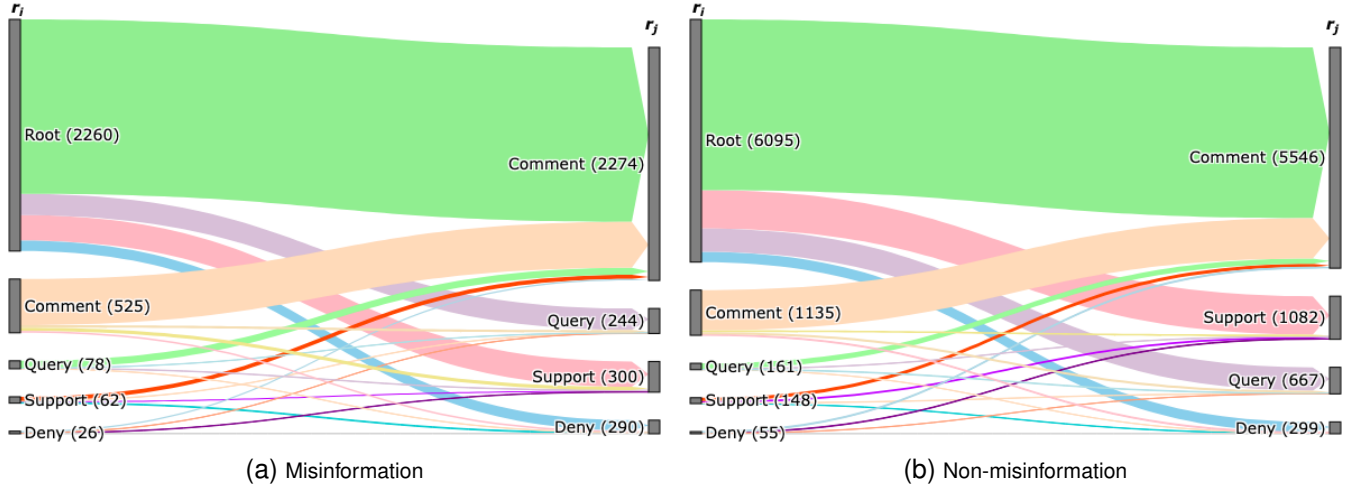 r_i
r_j
Root (2260)
Comment (2274)
Comment (525)
Query (244)
Query (78)
Support (300)
Support (62)
Deny (290)
Deny (26)
(a) Misinformation
r_i
r_j
Root (6095)
Comment (5546)
Comment (1135)
Support (1082)
Query (161)
Query (667)
Support (148)
Deny (299)
Deny (55)
(b) Non-misinformation